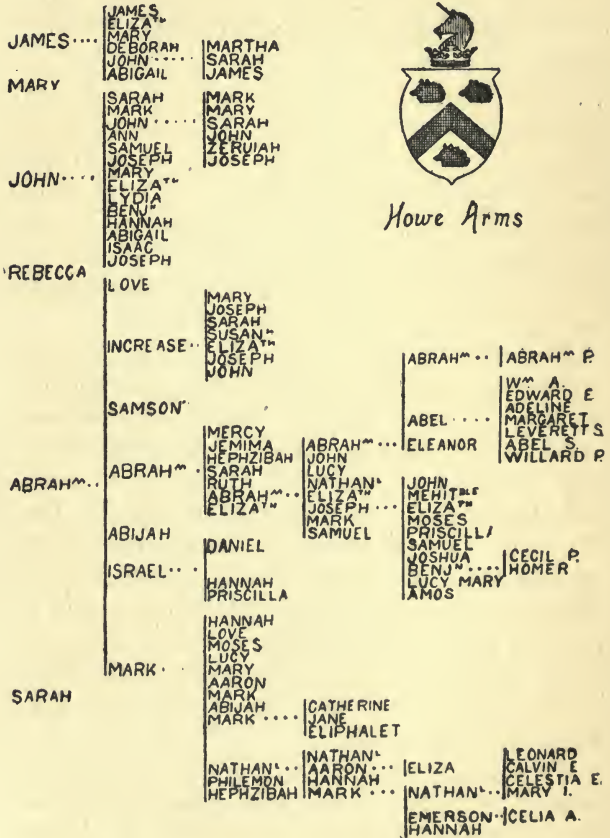 JAMES ····
JAMES
ELIZATH
MARY
DEBORAH
JOHN ····
ABIGAIL
MARTHA
SARAH
JAMES
MARY
JOHN ····
SARAH
MARK
JOHN ····
ANN
SAMUEL
JOSEPH
MARY
ELIZATH
LYDIA
BENJN
HANNAH
ABIGAIL
ISAAC
JOSEPH
MARK
MARY
SARAH
JOHN
ZERUIAH
JOSEPH
Howe Arms
REBECCA
ABRAHM ··
LOVE
INCREASE ··
MARY
JOSEPH
SARAH
SUSANH
ELIZATH
JOSEPH
JOHN
SAMSON
ABRAHM ··
MERCY
JEMIMA
HEPHZIBAH
SARAH
RUTH
ABRAHM ··
ELIZATH
ABRAHM ···
JOHN
LUCY
NATHANL
ELIZATH
JOSEPH ····
MARK
SAMUEL
ABRAHM ··
ABEL ····
ELEANOR
ABRAHM P.
WM A.
EDWARD E
ADELINE
MARGARET
LEVERETT S
ABEL S.
WILLARD P.
JOHN
MEHITBLE
ELIZATH
MOSES
PRISCILLA
SAMUEL
JOSHUA
BENJN ····
LUCY MARY
AMOS
CECIL P.
HOMER
ABIJAH
ISRAEL ··
DANIEL
HANNAH
PRISCILLA
MARK ·
HANNAH
LOVE
MOSES
LUCY
MARY
AARON
MARK
ABIJAH
MARK ····
CATHERINE
JANE
ELIPHALET
NATHANL ··
PHILEMON
HEPHZIBAH
NATHANL
AARON ···
HANNAH
MARK ···
ELIZA
NATHANL ··
EMERSON ··
HANNAH
LEONARD
CALVIN E
CELESTIA E.
MARY I.
CELIA A.
SARAH